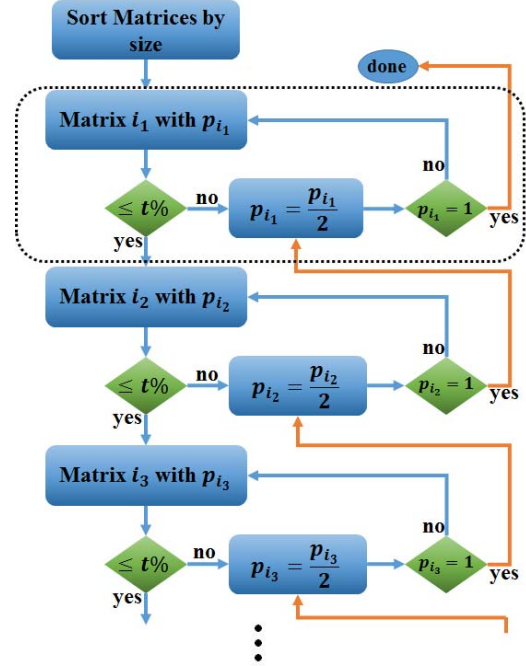 Sort Matrices by
size
done
Matrix i₁ with pᵢ₁
no
≤ t%
no
pᵢ₁ = pᵢ₁/2
pᵢ₁ = 1
yes
yes
Matrix i₂ with pᵢ₂
no
≤ t%
no
pᵢ₂ = pᵢ₂/2
pᵢ₂ = 1
yes
yes
Matrix i₃ with pᵢ₃
no
≤ t%
no
pᵢ₃ = pᵢ₃/2
pᵢ₃ = 1
yes
yes